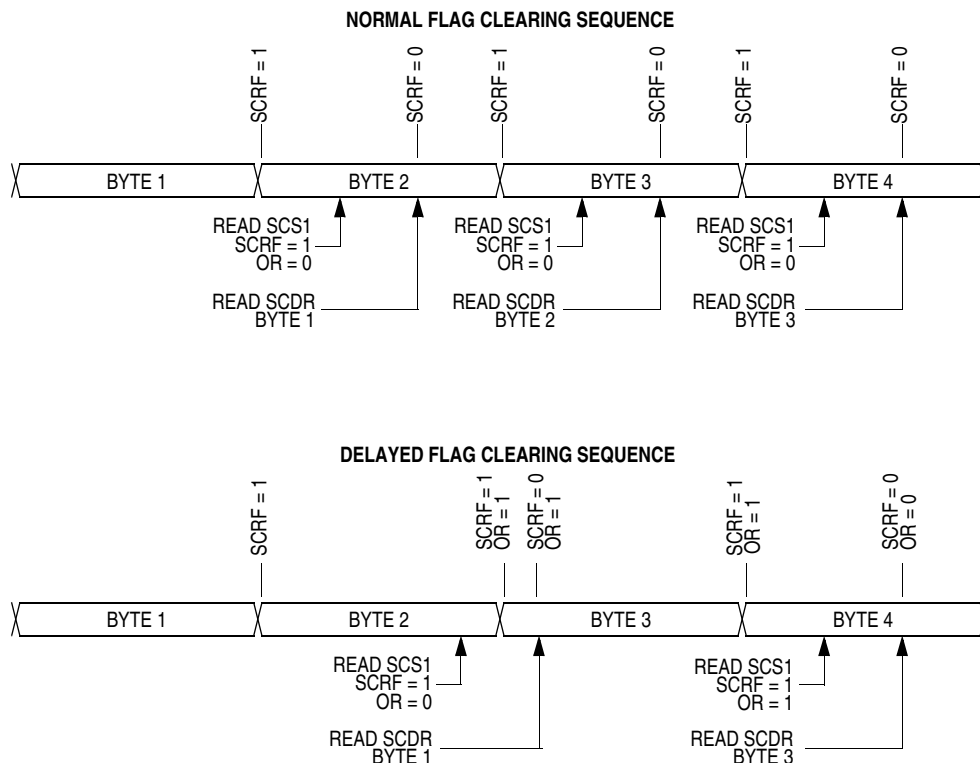 NORMAL FLAG CLEARING SEQUENCE
SCRF = 1
SCRF = 0
SCRF = 1
SCRF = 0
SCRF = 1
SCRF = 0
BYTE 1
BYTE 2
BYTE 3
BYTE 4
READ SCS1
SCRF = 1
OR = 0
READ SCS1
SCRF = 1
OR = 0
READ SCS1
SCRF = 1
OR = 0
READ SCDR
BYTE 1
READ SCDR
BYTE 2
READ SCDR
BYTE 3
DELAYED FLAG CLEARING SEQUENCE
SCRF = 1
SCRF = 1
OR = 1
SCRF = 0
OR = 1
SCRF = 1
OR = 1
SCRF = 0
OR = 0
BYTE 1
BYTE 2
BYTE 3
BYTE 4
READ SCS1
SCRF = 1
OR = 0
READ SCS1
SCRF = 1
OR = 1
READ SCDR
BYTE 1
READ SCDR
BYTE 3